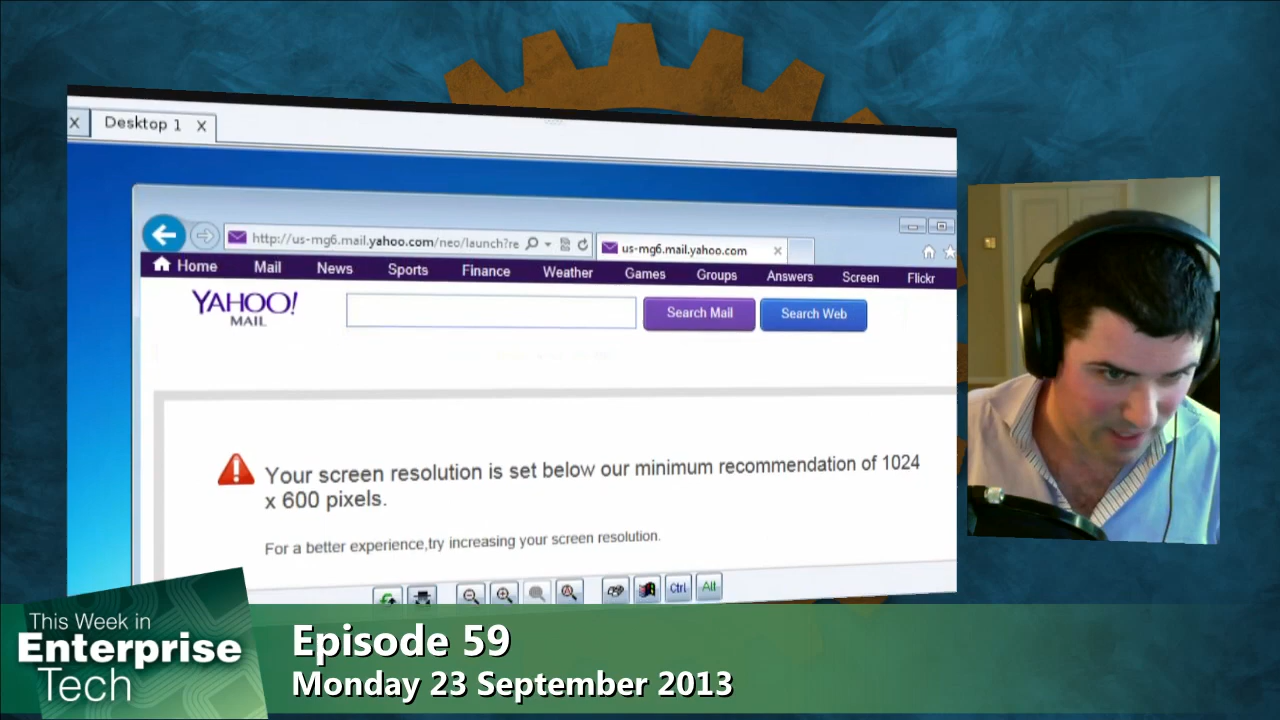 X
Desktop 1 X
http://us-mg6.mail.yahoo.com/neo/launch?re
us-mg6.mail.yahoo.com X
Home Mail News Sports Finance Weather Games Groups Answers Screen Flickr
YAHOO!
MAIL
Search Mail Search Web
Your screen resolution is set below our minimum recommendation of 1024
x 600 pixels.
For a better experience,try increasing your screen resolution.
Ctrl Alt
This Week in
Enterprise
Tech
Episode 59
Monday 23 September 2013